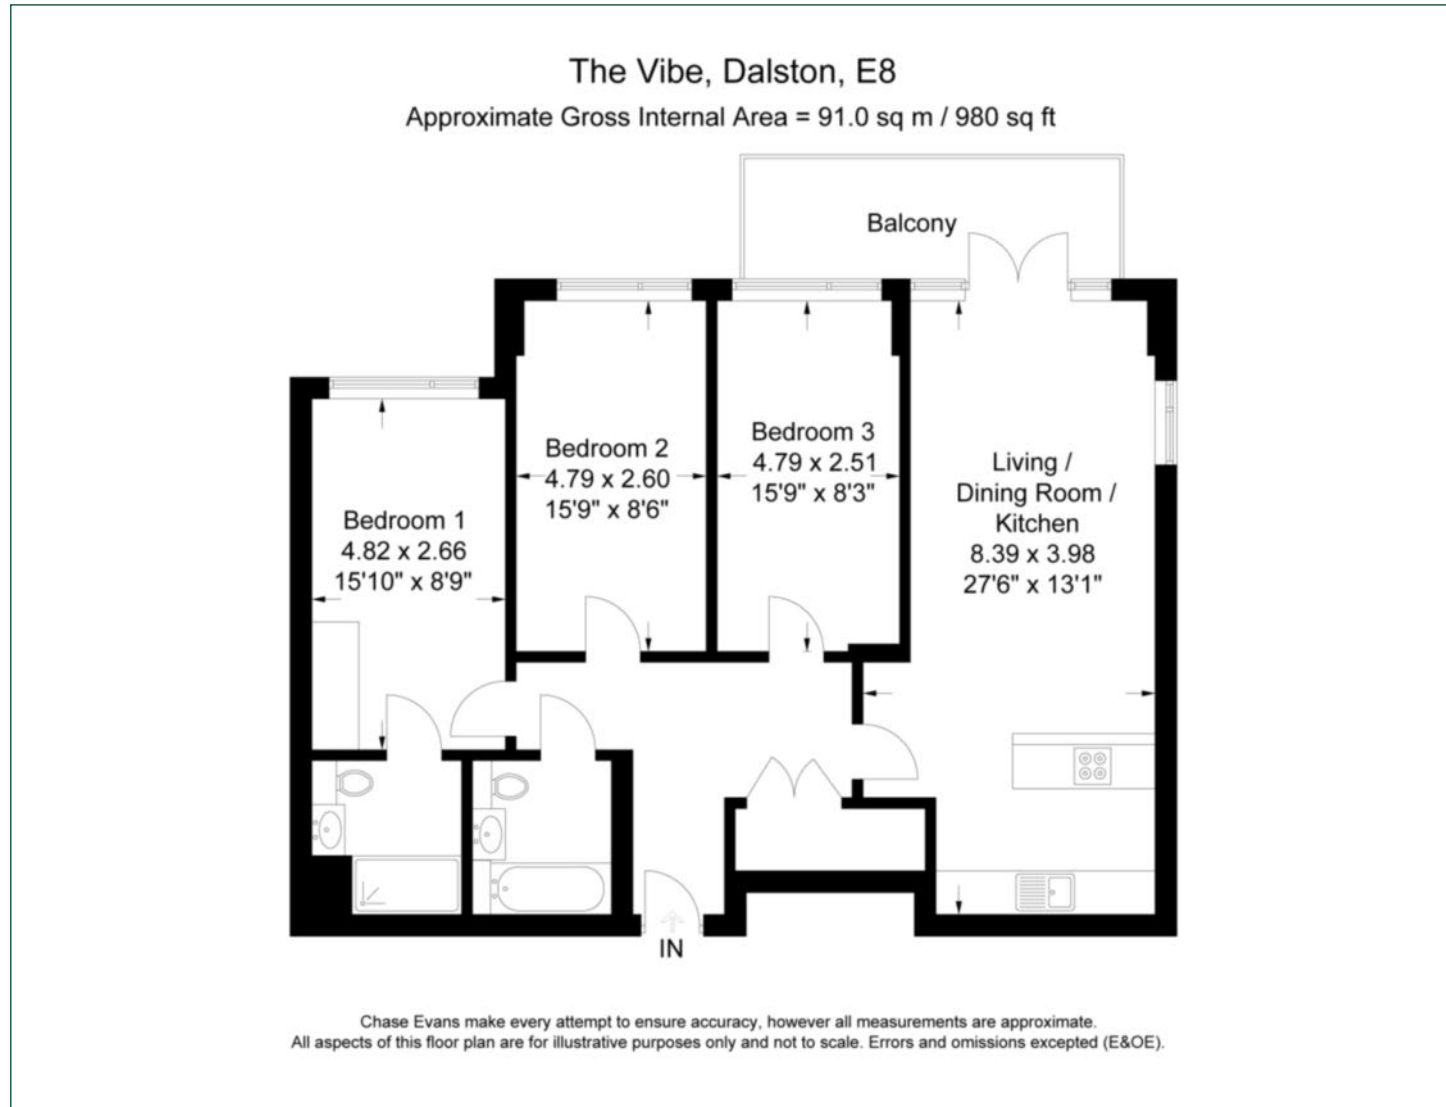 The Vibe, Dalston, E8
Approximate Gross Internal Area = 91.0 sq m / 980 sq ft
Balcony
Bedroom 1
4.82 x 2.66
15'10" x 8'9"
Bedroom 2
4.79 x 2.60
15'9" x 8'6"
Bedroom 3
4.79 x 2.51
15'9" x 8'3"
Living /
Dining Room /
Kitchen
8.39 x 3.98
27'6" x 13'1"
IN
Chase Evans make every attempt to ensure accuracy, however all measurements are approximate.
All aspects of this floor plan are for illustrative purposes only and not to scale. Errors and omissions excepted (E&OE).